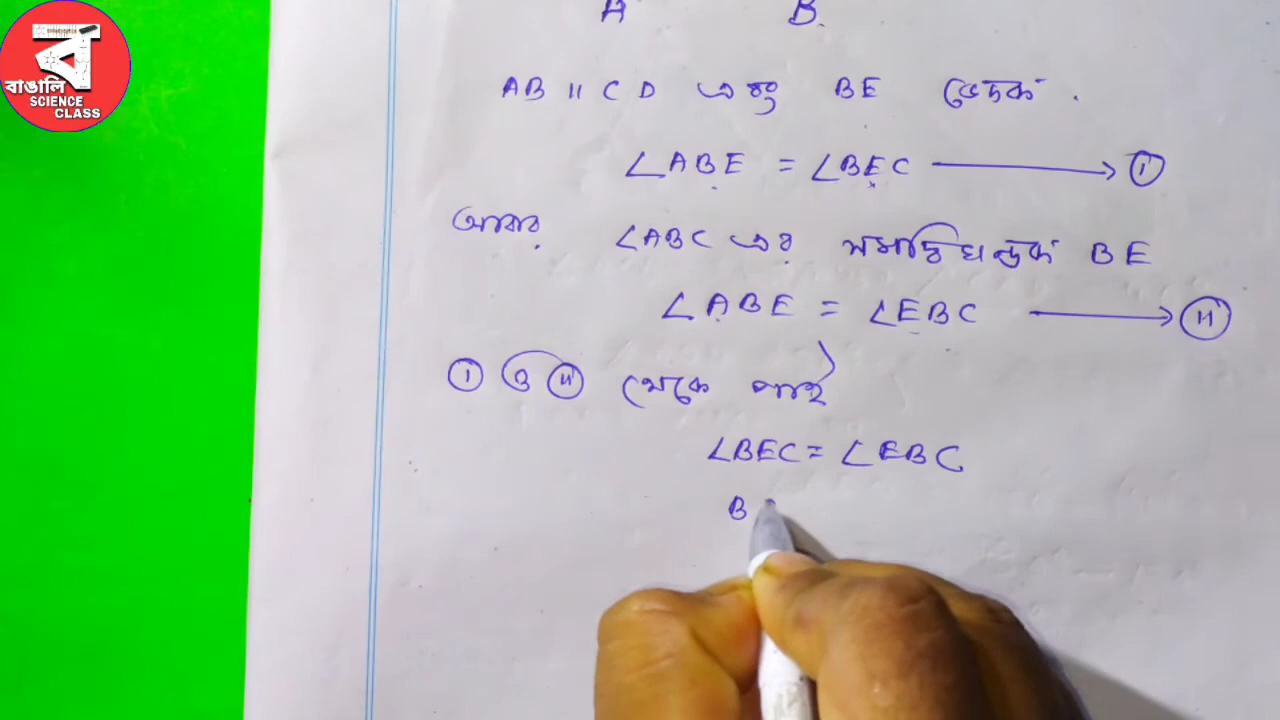 ব
বাঙালি
SCIENCE
CLASS
A B
AB || CD এবং BE ভেদক.
∠ABE = ∠BEC ⟶ I
আবার ∠ABC এর সমদ্বিখণ্ডক BE
∠ABE = ∠EBC ⟶ II
I ও II থেকে পাই
∠BEC = ∠EBC
B